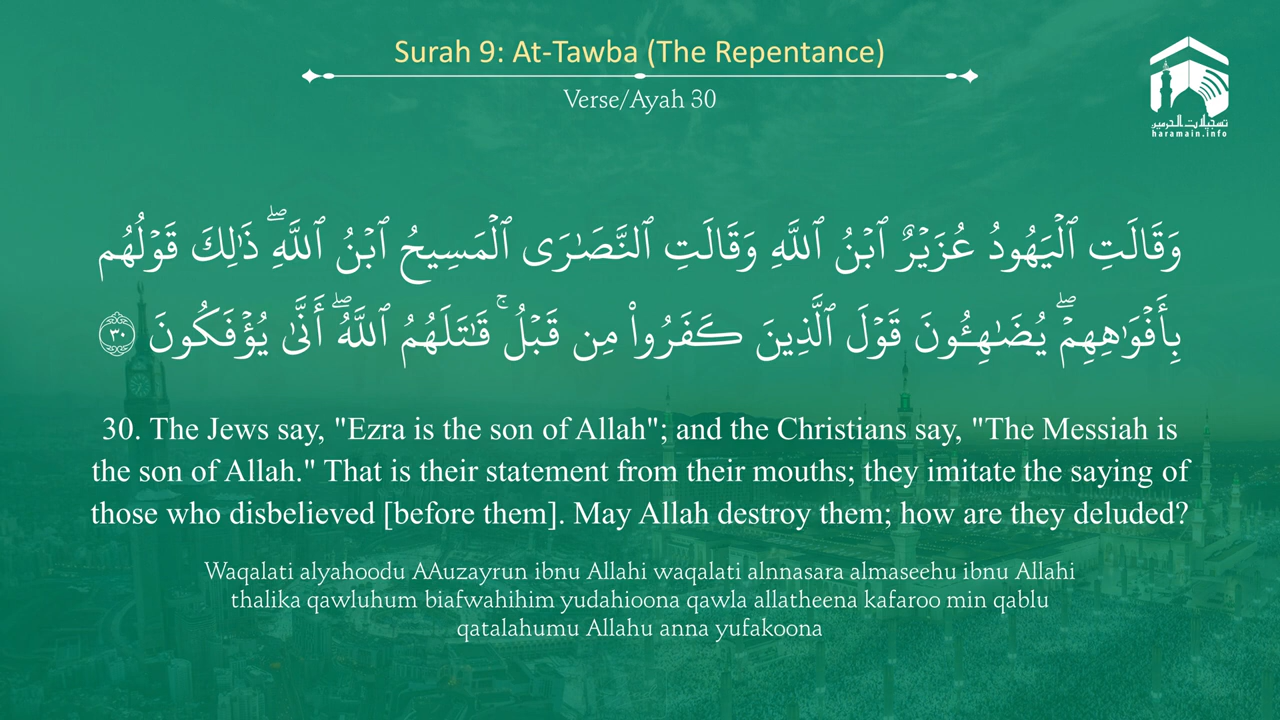 Surah 9: At-Tawba (The Repentance)
Verse/Ayah 30
تسجيلات الحرمين
haramain.info
وَقَالَتِ ٱلْيَهُودُ عُزَيْرٌ ٱبْنُ ٱللَّهِ وَقَالَتِ ٱلنَّصَـٰرَى ٱلْمَسِيحُ ٱبْنُ ٱللَّهِ ۖ ذَٰلِكَ قَوْلُهُم
بِأَفْوَٰهِهِمْ ۖ يُضَـٰهِـُٔونَ قَوْلَ ٱلَّذِينَ كَفَرُوا۟ مِن قَبْلُ ۚ قَـٰتَلَهُمُ ٱللَّهُ ۖ أَنَّىٰ يُؤْفَكُونَ ٣٠
30. The Jews say, "Ezra is the son of Allah"; and the Christians say, "The Messiah is
the son of Allah." That is their statement from their mouths; they imitate the saying of
those who disbelieved [before them]. May Allah destroy them; how are they deluded?
Waqalati alyahoodu AAuzayrun ibnu Allahi waqalati alnnasara almaseehu ibnu Allahi
thalika qawluhum biafwahihim yudahioona qawla allatheena kafaroo min qablu
qatalahumu Allahu anna yufakoona